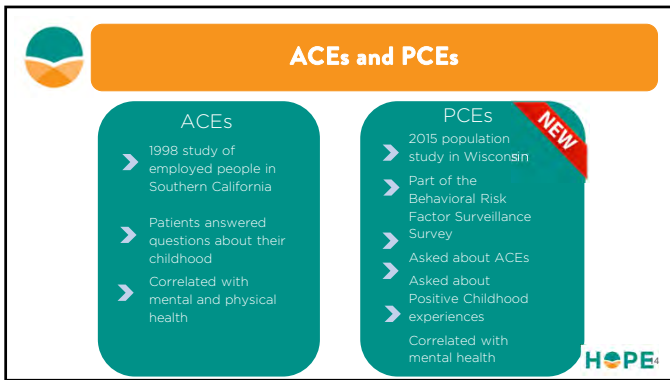 ACEs and PCEs
ACEs
1998 study of
employed people in
Southern California
Patients answered
questions about their
childhood
Correlated with
mental and physical
health
PCEs
NEW
2015 population
study in Wisconsin
Part of the
Behavioral Risk
Factor Surveillance
Survey
Asked about ACEs
Asked about
Positive Childhood
experiences
Correlated with
mental health
HOPE
4